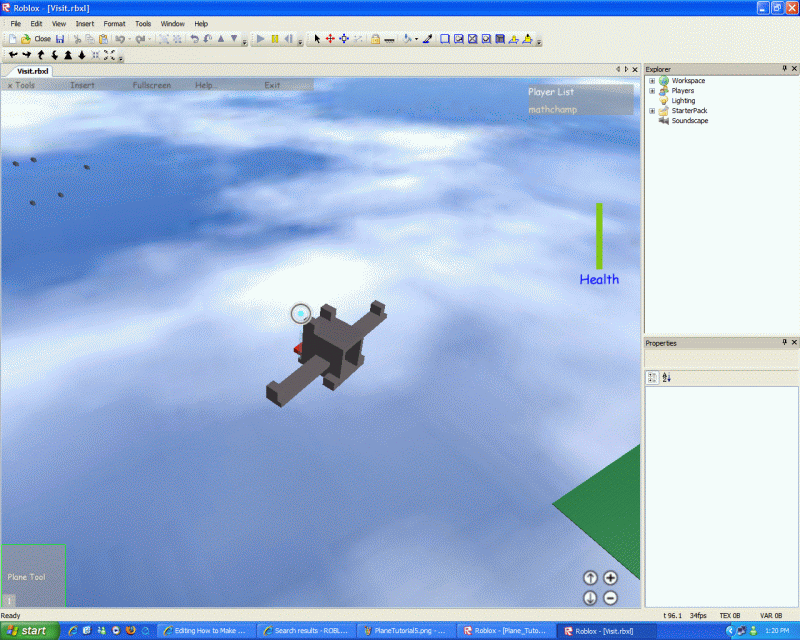 Roblox - [Visit.rbxl]
File Edit View Insert Format Tools Window Help
Close
Visit.rbxl
x Tools Insert Fullscreen Help... Exit
Player List
mathchamp
Health
Plane Tool
1
Explorer
Workspace
Players
Lighting
StarterPack
Soundscape
Properties
Ready
t 96.1 34fps TEX 0B VAR 0B
start
Editing How to Make ...
Search results - ROBL...
PlaneTutorial5.png - ...
Roblox - [Plane_Tuto...
Roblox - [Visit.rbxl]
1:20 PM